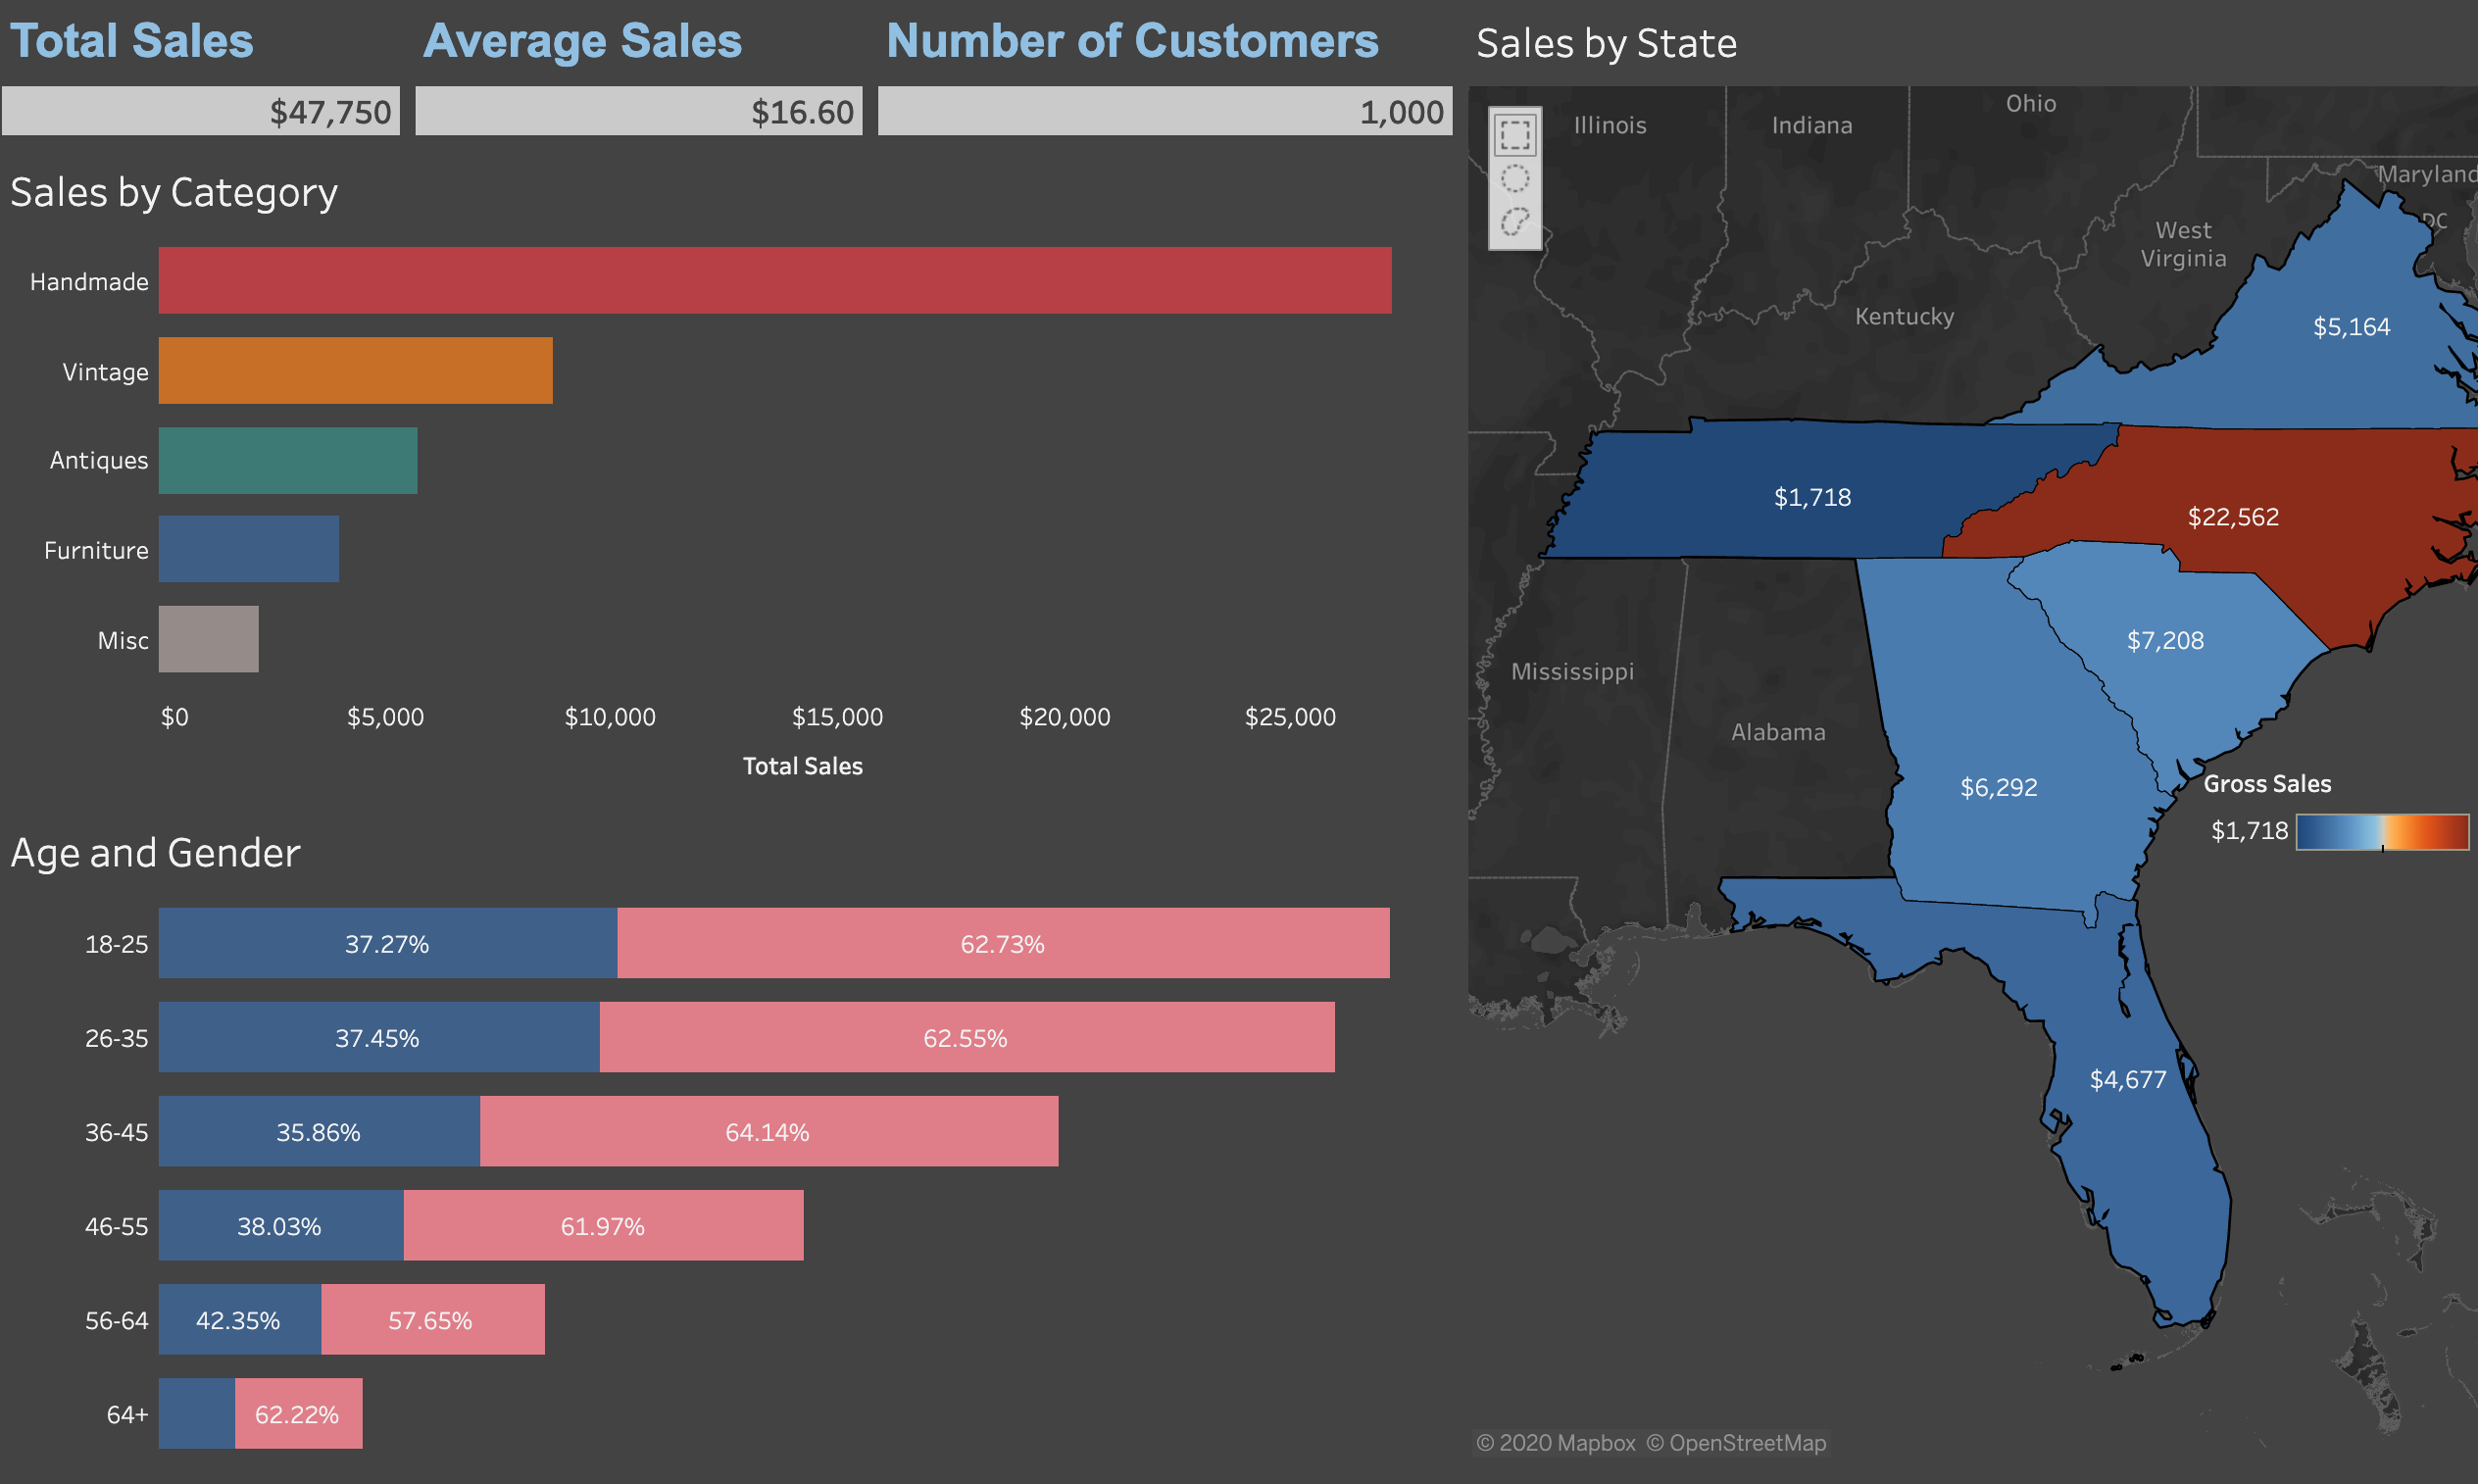 Total Sales
Average Sales
Number of Customers
$47,750
$16.60
1,000
Sales by Category
Handmade
Vintage
Antiques
Furniture
Misc
$0
$5,000
$10,000
$15,000
$20,000
$25,000
Total Sales
Age and Gender
18-25
37.27%
62.73%
26-35
37.45%
62.55%
36-45
35.86%
64.14%
46-55
38.03%
61.97%
56-64
42.35%
57.65%
64+
62.22%
Sales by State
Illinois
Indiana
Ohio
Maryland
DC
West
Virginia
Kentucky
$5,164
$1,718
$22,562
$7,208
Mississippi
Alabama
$6,292
Gross Sales
$1,718
$4,677
© 2020 Mapbox © OpenStreetMap